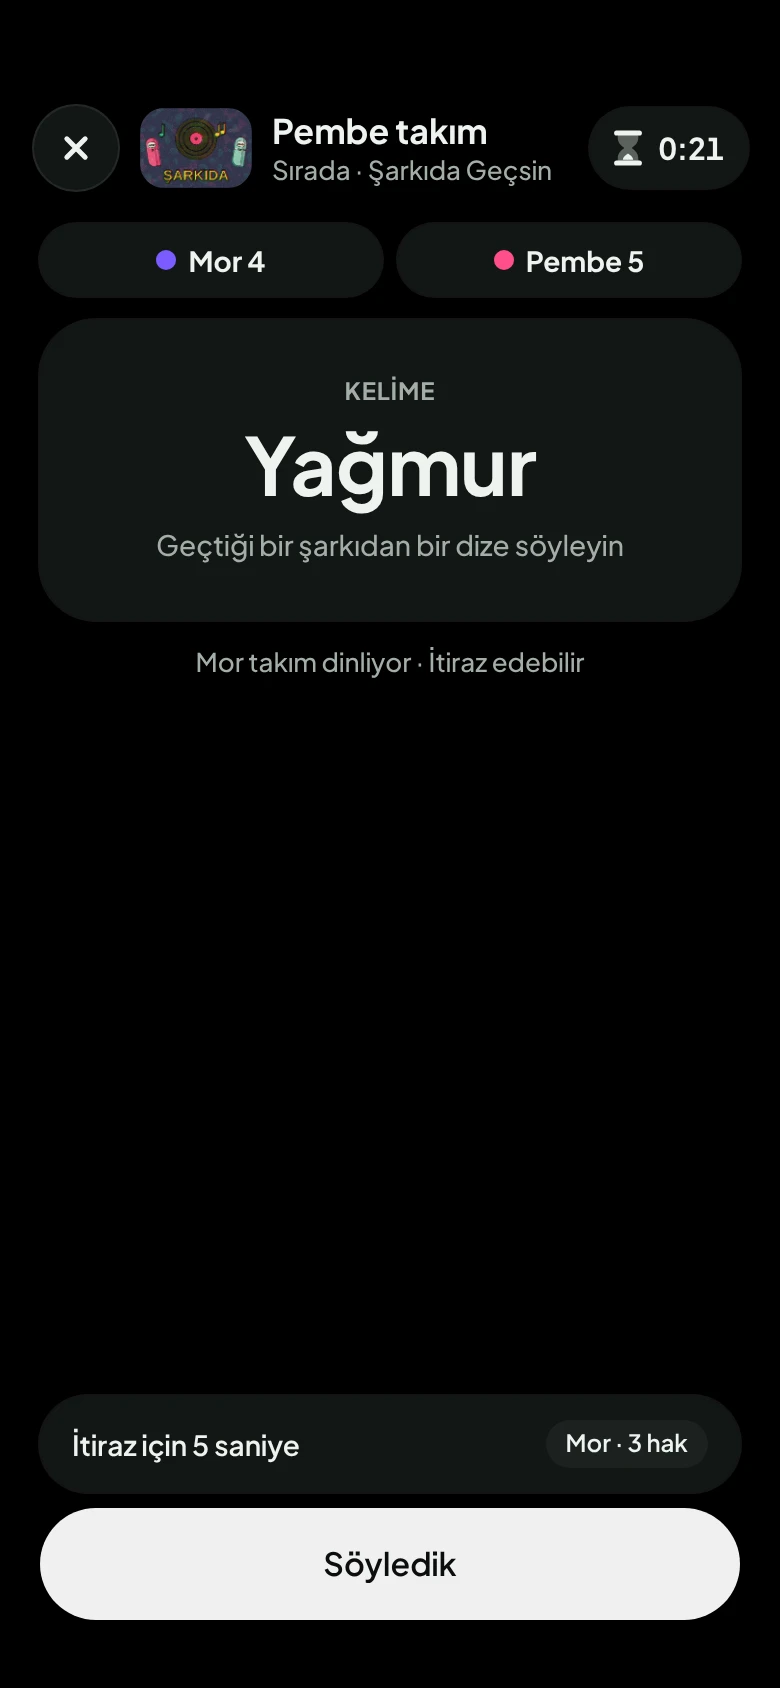 ŞARKIDA
Pembe takım
Sırada · Şarkıda Geçsin
0:21
Mor 4
Pembe 5
KELİME
Yağmur
Geçtiği bir şarkıdan bir dize söyleyin
Mor takım dinliyor · İtiraz edebilir
İtiraz için 5 saniye
Mor · 3 hak
Söyledik